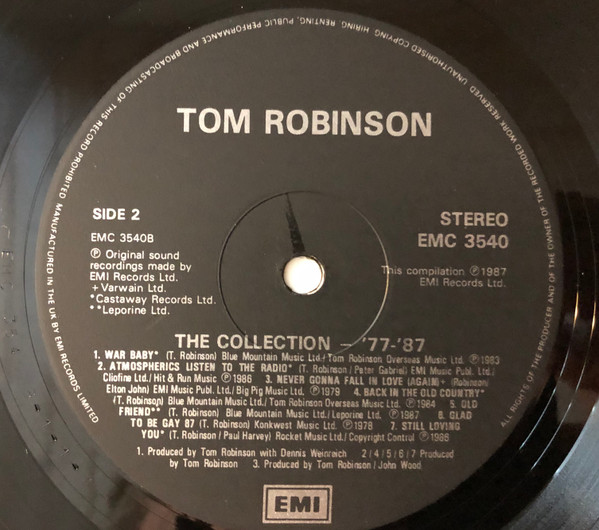 MANUFACTURED IN THE UK BY EMI RECORDS LIMITED
ALL RIGHTS OF THE PRODUCER AND OF THE OWNER OF THE RECORDED WORK RESERVED. UNAUTHORISED COPYING, HIRING, RENTING, PUBLIC PERFORMANCE AND BROADCASTING OF THIS RECORD PROHIBITED.
TOM ROBINSON
SIDE 2
EMC 3540B
℗ Original sound
recordings made by
EMI Records Ltd.
+ Varwain Ltd.
*Castaway Records Ltd.
**Leporine Ltd.
STEREO
EMC 3540
This compilation ℗1987
EMI Records Ltd.
THE COLLECTION – '77-'87
1. WAR BABY* (T. Robinson) Blue Mountain Music Ltd./Tom Robinson Overseas Music Ltd. ℗1983
2. ATMOSPHERICS LISTEN TO THE RADIO* (T. Robinson / Peter Gabriel) EMI Music Publ. Ltd./
Cliofine Ltd./Hit & Run Music ℗1986 3. NEVER GONNA FALL IN LOVE (AGAIN)+ (Robinson/
Elton John) EMI Music Publ. Ltd./Big Pig Music Ltd. ℗1979 4. BACK IN THE OLD COUNTRY*
(T. Robinson) Blue Mountain Music Ltd./Tom Robinson Overseas Music Ltd. ℗1984 5. OLD
FRIEND** (T. Robinson) Blue Mountain Music Ltd./Leporine Ltd. ℗1987 6. GLAD
TO BE GAY 87 (T. Robinson) Konkwest Music Ltd. ℗1978 7. STILL LOVING
YOU* (T. Robinson/Paul Harvey) Rocket Music Ltd./Copyright Control ℗1986
1. Produced by Tom Robinson with Dennis Weinreich 2/4/5/6/7 Produced
by Tom Robinson 3. Produced by Tom Robinson/John Wood
EMI